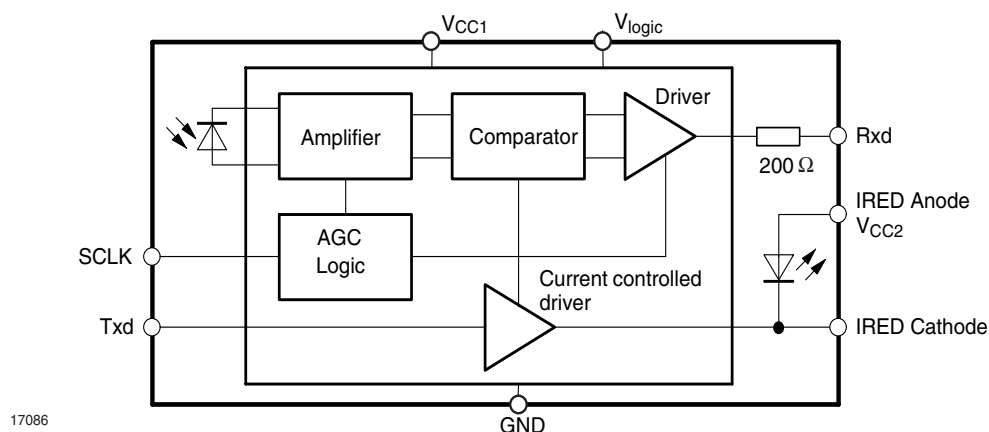 VCC1
Vlogic
Driver
Amplifier
Comparator
Rxd
200 Ω
IRED Anode
VCC2
SCLK
AGC
Logic
Current controlled
driver
Txd
IRED Cathode
17086
GND